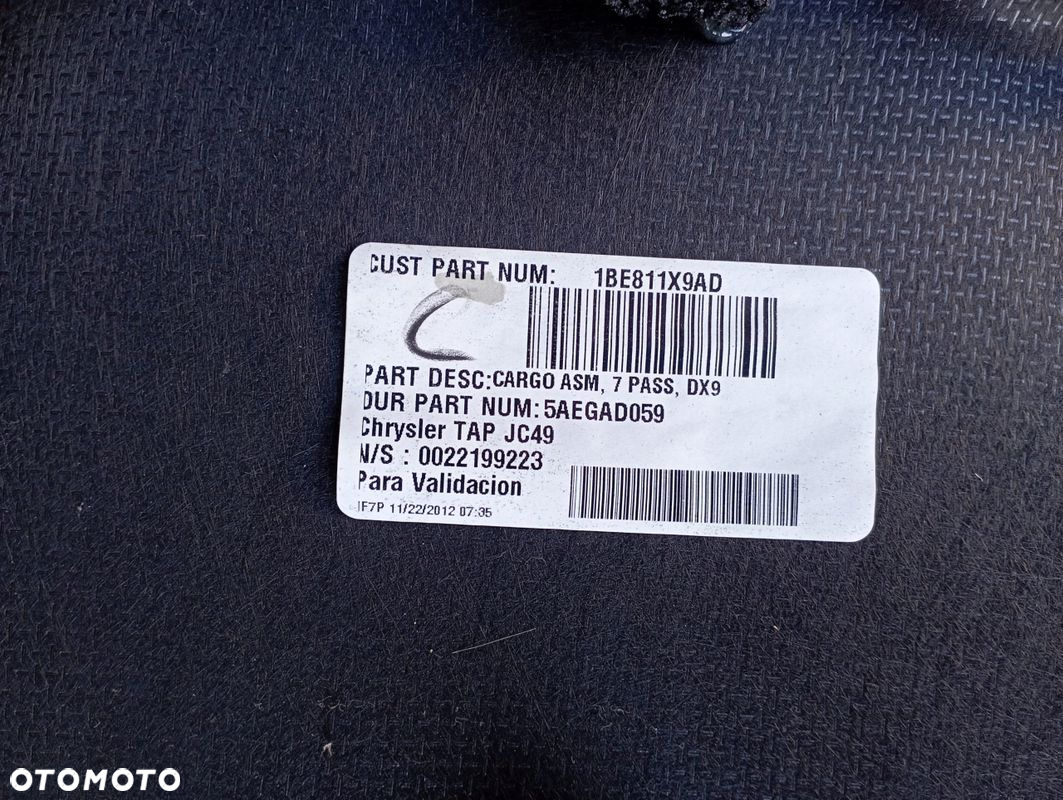 CUST PART NUM: 1BE811X9AD
PART DESC:CARGO ASM, 7 PASS, DX9
OUR PART NUM:5AEGAD059
Chrysler TAP JC49
N/S : 0022199223
Para Validacion
IF7P 11/22/2012 07:35
OTOMOTO